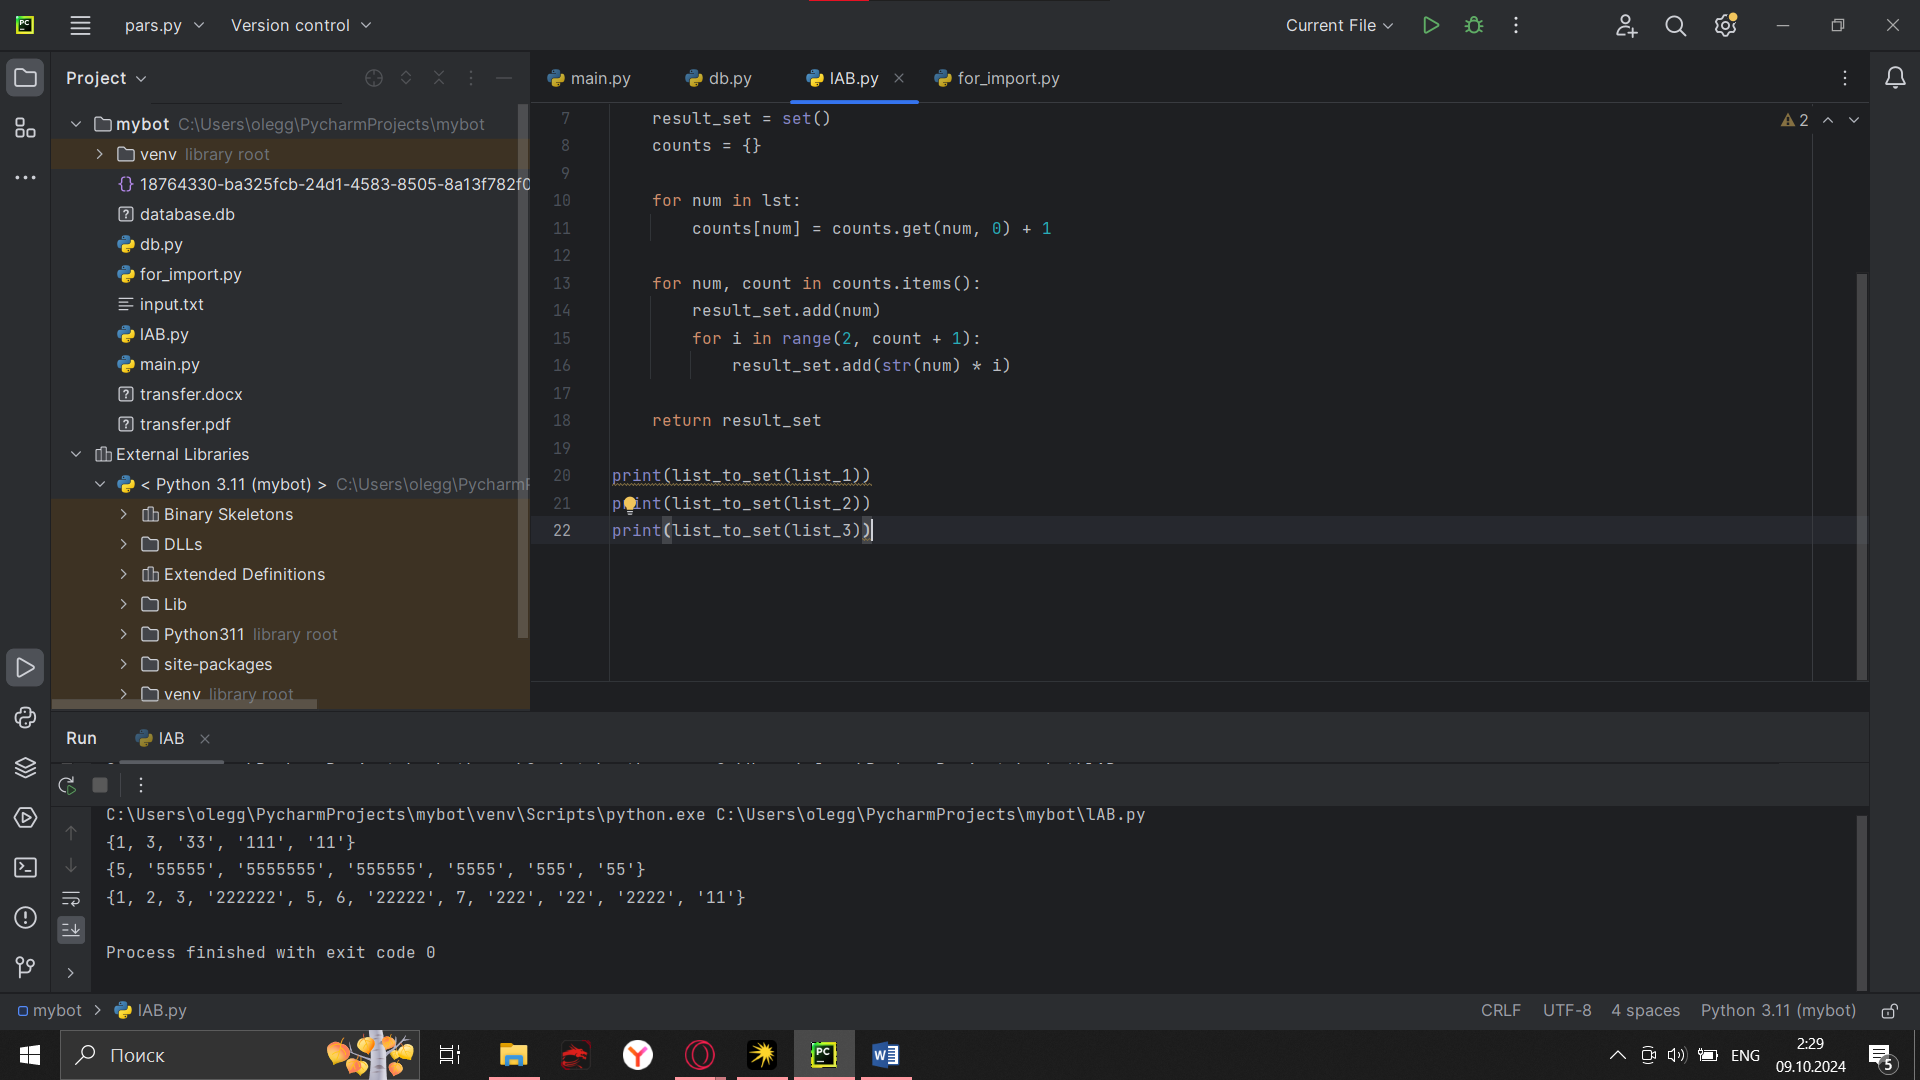 pars.py
Version control
Current File
Project
main.py
db.py
lAB.py
for_import.py
mybot C:\Users\olegg\PycharmProjects\mybot
venv library root
18764330-ba325fcb-24d1-4583-8505-8a13f782f0
database.db
db.py
for_import.py
input.txt
lAB.py
main.py
transfer.docx
transfer.pdf
External Libraries
< Python 3.11 (mybot) > C:\Users\olegg\Pycharm
Binary Skeletons
DLLs
Extended Definitions
Lib
Python311 library root
site-packages
venv library root
2
7 result_set = set()
8 counts = {}
9
10 for num in lst:
11 counts[num] = counts.get(num, 0) + 1
12
13 for num, count in counts.items():
14 result_set.add(num)
15 for i in range(2, count + 1):
16 result_set.add(str(num) * i)
17
18 return result_set
19
20 print(list_to_set(list_1))
21 print(list_to_set(list_2))
22 print(list_to_set(list_3))
Run
lAB
C:\Users\olegg\PycharmProjects\mybot\venv\Scripts\python.exe C:\Users\olegg\PycharmProjects\mybot\lAB.py
{1, 3, '33', '111', '11'}
{5, '55555', '5555555', '555555', '5555', '555', '55'}
{1, 2, 3, '222222', 5, 6, '22222', 7, '222', '22', '2222', '11'}
Process finished with exit code 0
mybot
lAB.py
CRLF
UTF-8
4 spaces
Python 3.11 (mybot)
Поиск
ENG
2:29
09.10.2024
5